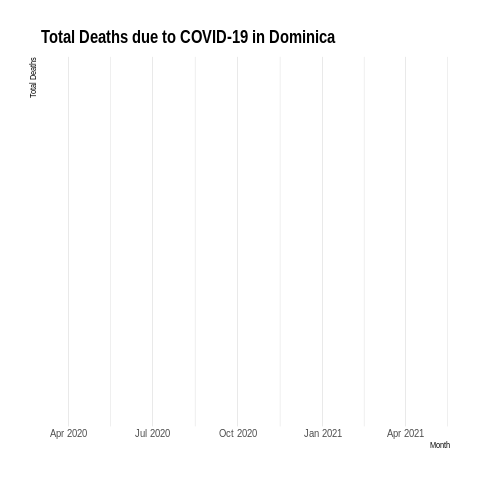 Total Deaths due to COVID-19 in Dominica
Total Deaths
Apr 2020 Jul 2020 Oct 2020 Jan 2021 Apr 2021
Month